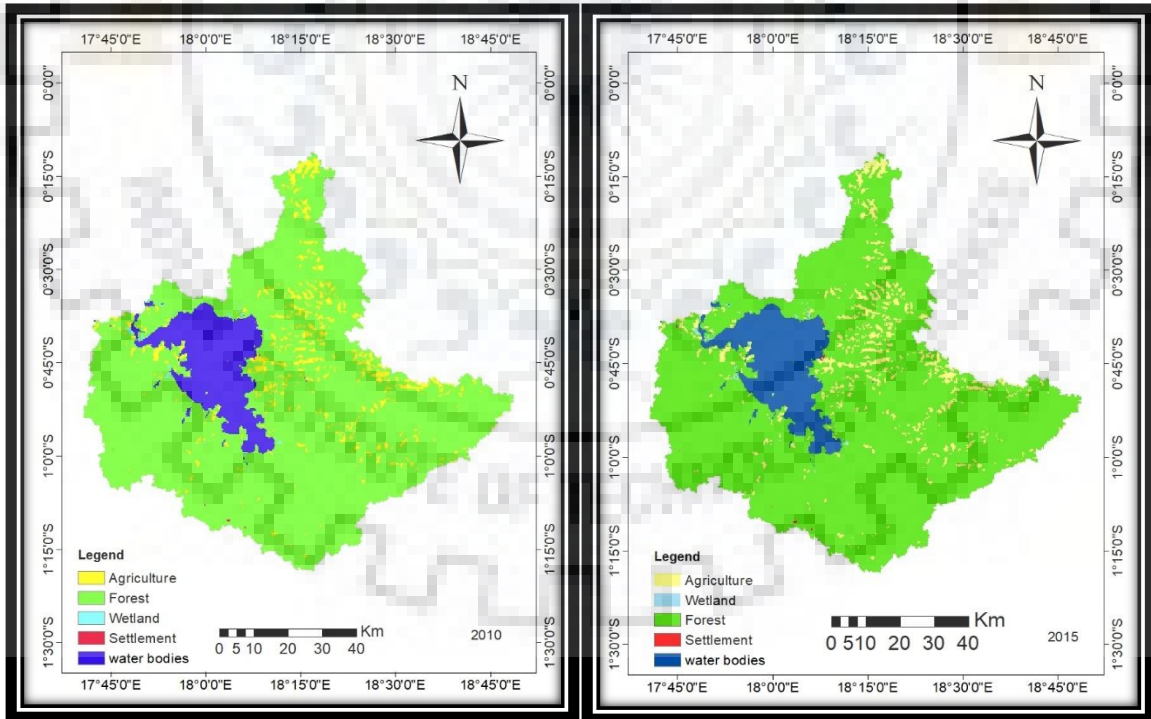 17°45'0"E 18°0'0"E 18°15'0"E 18°30'0"E 18°45'0"E
N
0°0'0"
0°15'0"S
0°30'0"S
0°45'0"S
1°0'0"S
1°15'0"S
1°30'0"S
0°0'0"
0°15'0"S
0°30'0"S
0°45'0"S
1°0'0"S
1°15'0"S
1°30'0"S
Legend
Agriculture
Forest
Wetland
Settlement
water bodies
Km
0 5 10 20 30 40
2010
17°45'0"E 18°0'0"E 18°15'0"E 18°30'0"E 18°45'0"E
17°45'0"E 18°0'0"E 18°15'0"E 18°30'0"E 18°45'0"E
N
0°0'0"
0°15'0"S
0°30'0"S
0°45'0"S
1°0'0"S
1°15'0"S
1°30'0"S
0°0'0"
0°15'0"S
0°30'0"S
0°45'0"S
1°0'0"S
1°15'0"S
1°30'0"S
Legend
Agriculture
Wetland
Forest
Settlement
water bodies
Km
0 510 20 30 40
2015
17°45'0"E 18°0'0"E 18°15'0"E 18°30'0"E 18°45'0"E